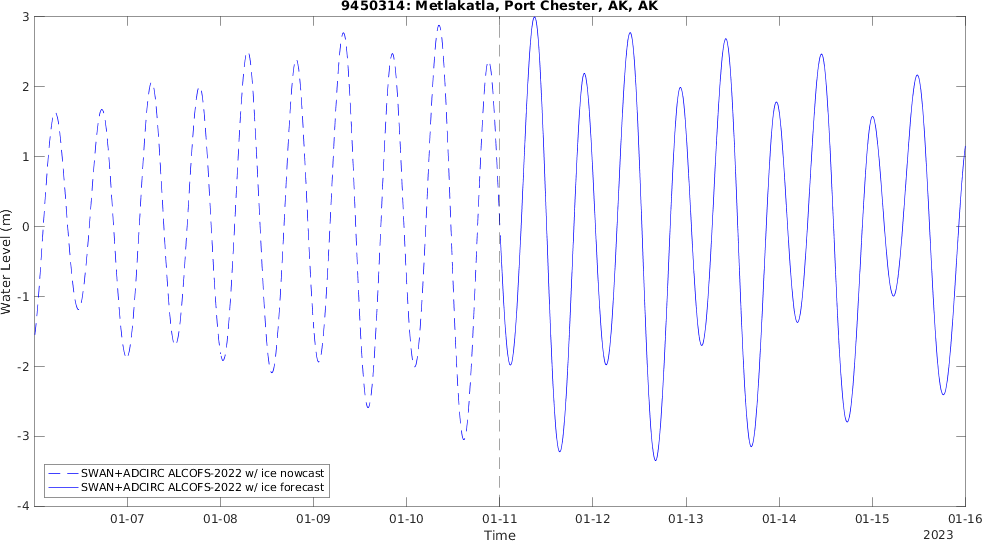 9450314: Metlakatla, Port Chester, AK, AK
3
2
1
0
-1
-2
-3
-4
Water Level (m)
SWAN+ADCIRC ALCOFS-2022 w/ ice nowcast
SWAN+ADCIRC ALCOFS-2022 w/ ice forecast
01-07 01-08 01-09 01-10 01-11 01-12 01-13 01-14 01-15 01-16
Time
2023